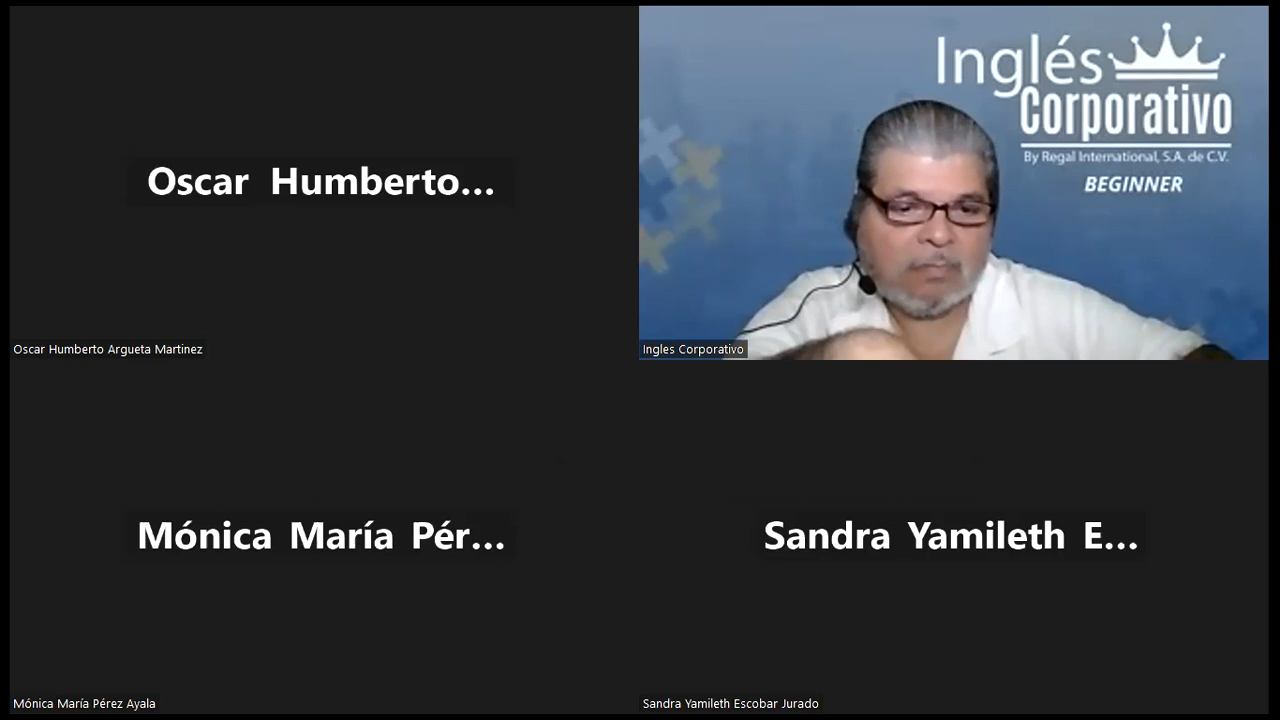 Oscar Humberto...
Oscar Humberto Argueta Martinez
Inglés
Corporativo
By Regal International, S.A. de C.V.
BEGINNER
Ingles Corporativo
Mónica María Pér...
Mónica María Pérez Ayala
Sandra Yamileth E...
Sandra Yamileth Escobar Jurado